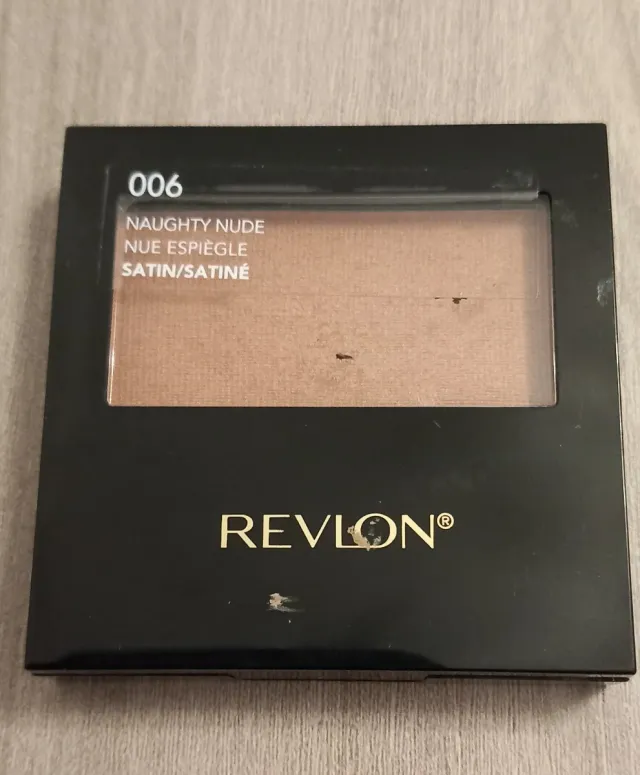 006
NAUGHTY NUDE
NUE ESPIÈGLE
SATIN/SATINÉ
REVLON®